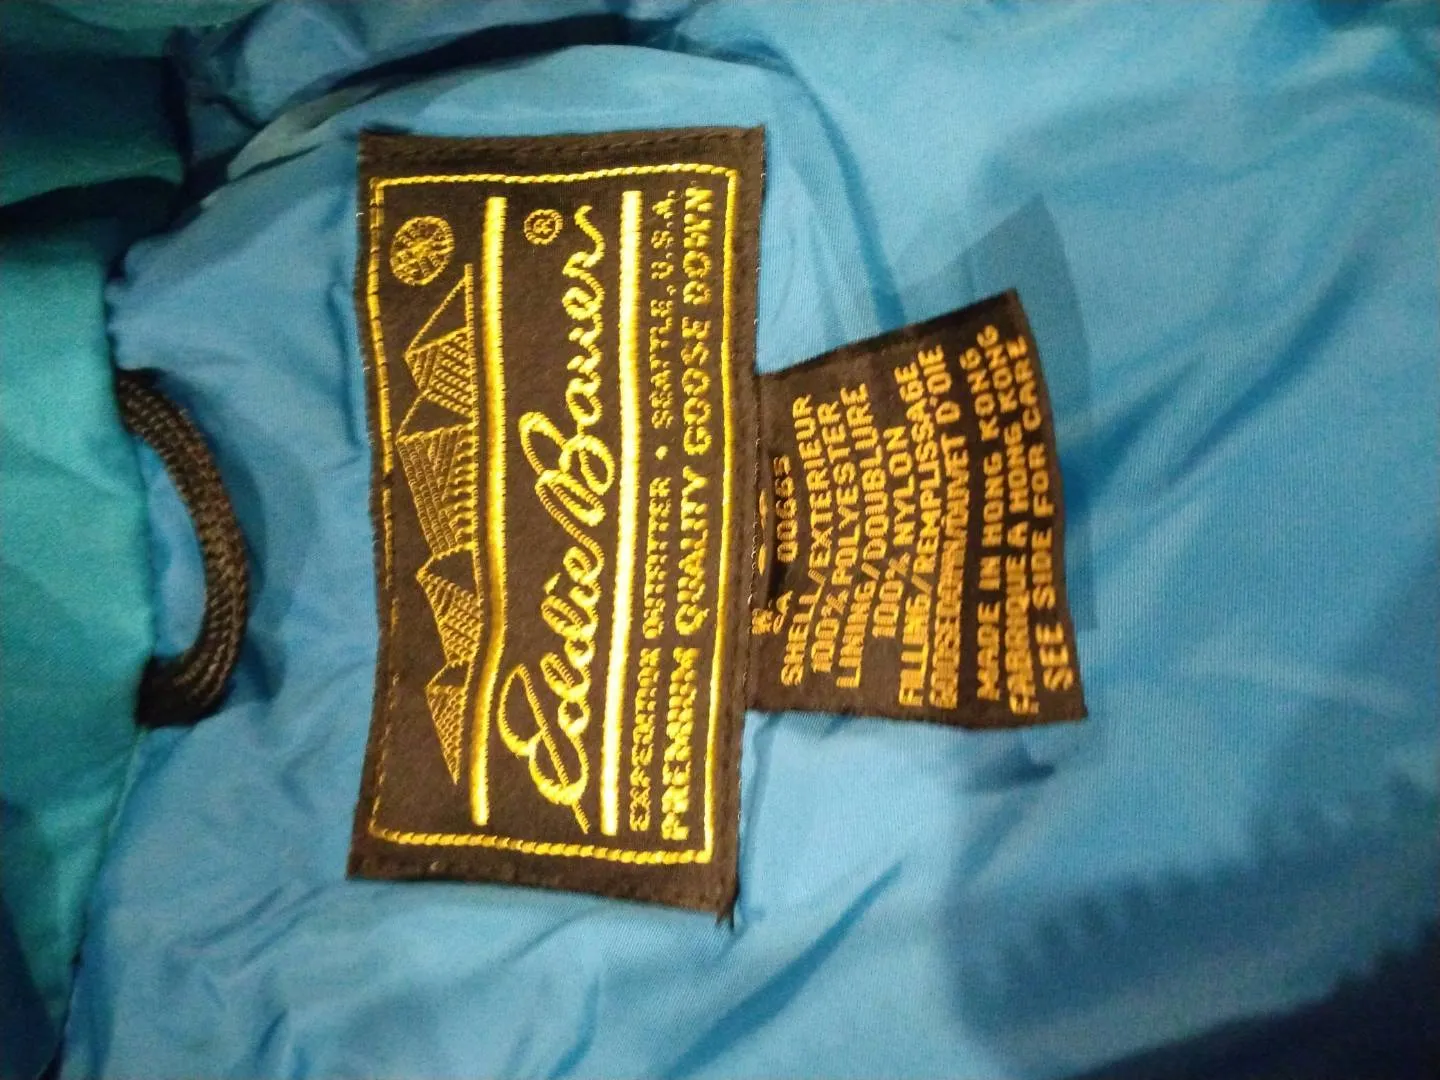 Eddie Bauer ®
EXPEDITION OUTFITTER • SEATTLE, U.S.A.
PREMIUM QUALITY GOOSE DOWN
CA 00665
SHELL/EXTERIEUR
100% POLYESTER
LINING/DOUBLURE
100% NYLON
FILLING/REMPLISSAGE
GOOSE DOWN/DUVET D'OIE
MADE IN HONG KONG
FABRIQUE A HONG KONG
SEE SIDE FOR CARE